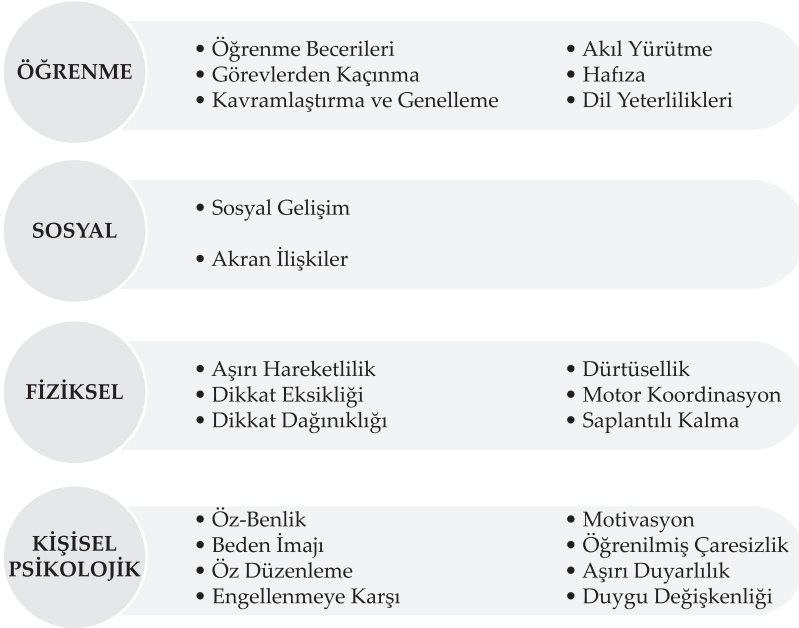 ÖĞRENME
• Öğrenme Becerileri
• Görevlerden Kaçınma
• Kavramlaştırma ve Genelleme
• Akıl Yürütme
• Hafıza
• Dil Yeterlilikleri
SOSYAL
• Sosyal Gelişim
• Akran İlişkiler
FİZİKSEL
• Aşırı Hareketlilik
• Dikkat Eksikliği
• Dikkat Dağınıklığı
• Dürtüsellik
• Motor Koordinasyon
• Saplantılı Kalma
KİŞİSEL
PSİKOLOJİK
• Öz-Benlik
• Beden İmajı
• Öz Düzenleme
• Engellenmeye Karşı
• Motivasyon
• Öğrenilmiş Çaresizlik
• Aşırı Duyarlılık
• Duygu Değişkenliği